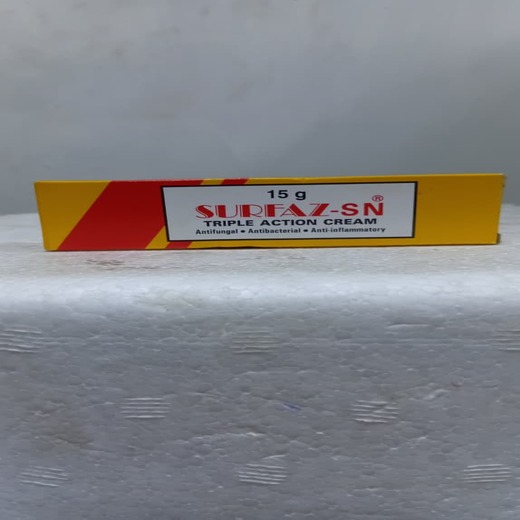 15 g
SURFAZ-SN®
TRIPLE ACTION CREAM
Antifungal • Antibacterial • Anti-inflammatory